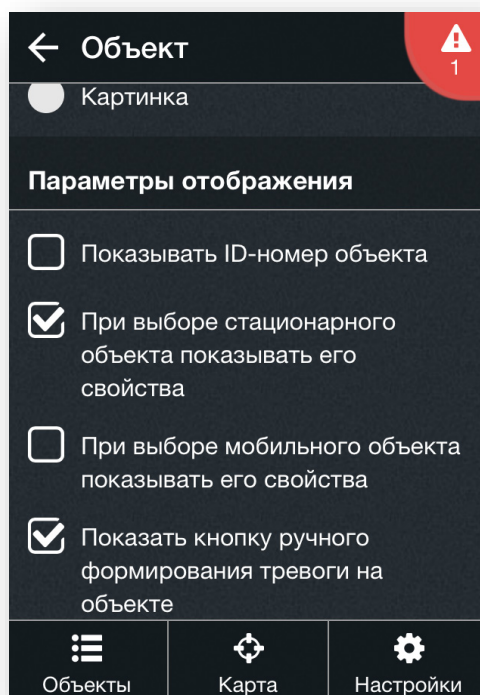 Объект
1
Картинка
Параметры отображения
Показывать ID-номер объекта
При выборе стационарного
объекта показывать его
свойства
При выборе мобильного объекта
показывать его свойства
Показать кнопку ручного
формирования тревоги на
объекте
Объекты
Карта
Настройки